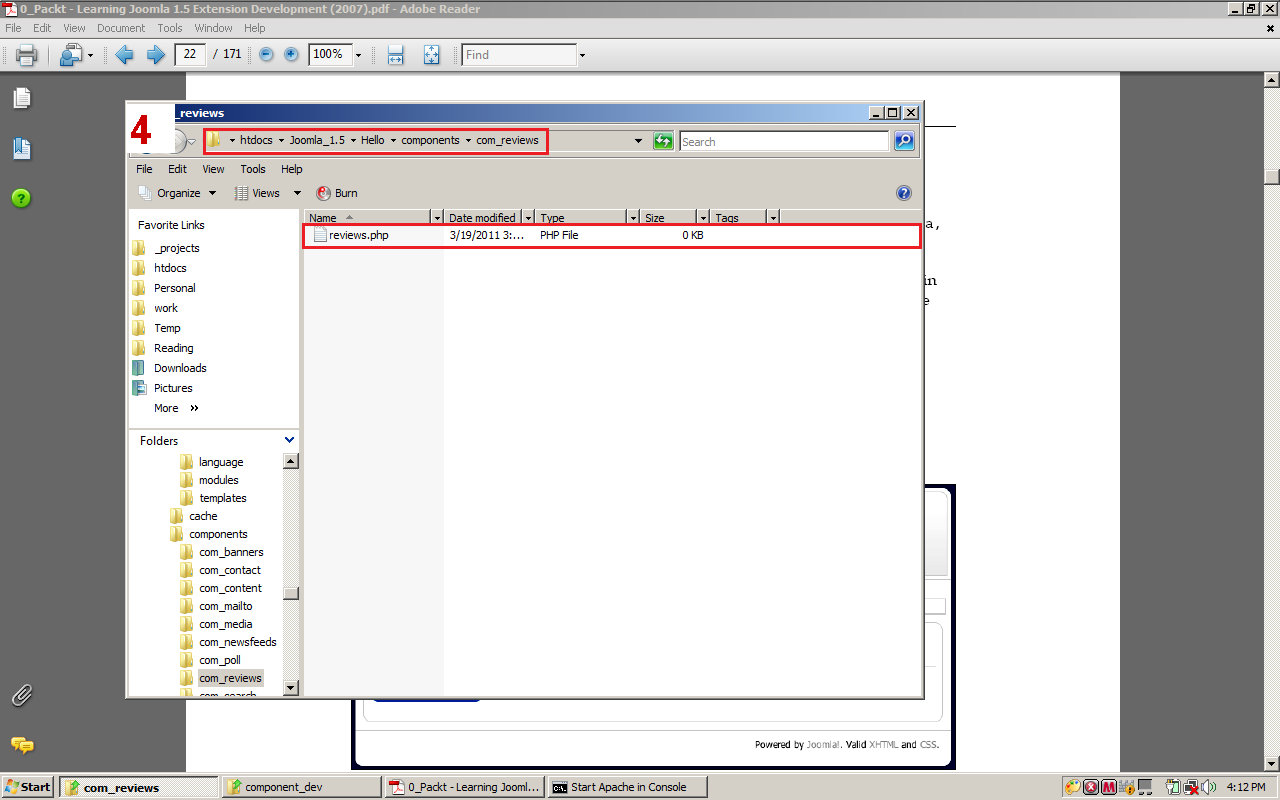 0_Packt - Learning Joomla 1.5 Extension Development (2007).pdf - Adobe Reader
File Edit View Document Tools Window Help
22 / 171 100% Find
4
_reviews
htdocs Joomla_1.5 Hello components com_reviews Search
File Edit View Tools Help
Organize Views Burn
Favorite Links
_projects
htdocs
Personal
work
Temp
Reading
Downloads
Pictures
More »
Folders
language
modules
templates
cache
components
com_banners
com_contact
com_content
com_mailto
com_media
com_newsfeeds
com_poll
com_reviews
com_search
Name Date modified Type Size Tags
reviews.php 3/19/2011 3:... PHP File 0 KB
a,
in
e
Powered by Joomla!. Valid XHTML and CSS.
Start com_reviews component_dev 0_Packt - Learning Jooml... Start Apache in Console 4:12 PM